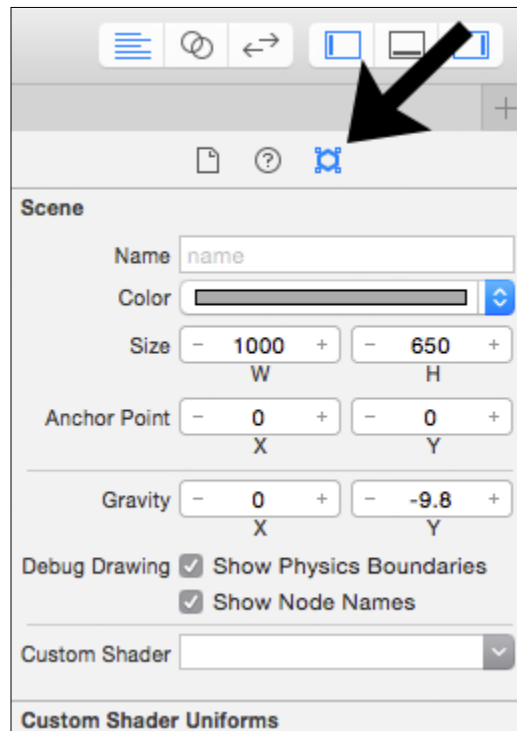 Scene
Name name
Color
Size - 1000 + - 650 +
W H
Anchor Point - 0 + - 0 +
X Y
Gravity - 0 + - -9.8 +
X Y
Debug Drawing Show Physics Boundaries
Show Node Names
Custom Shader
Custom Shader Uniforms